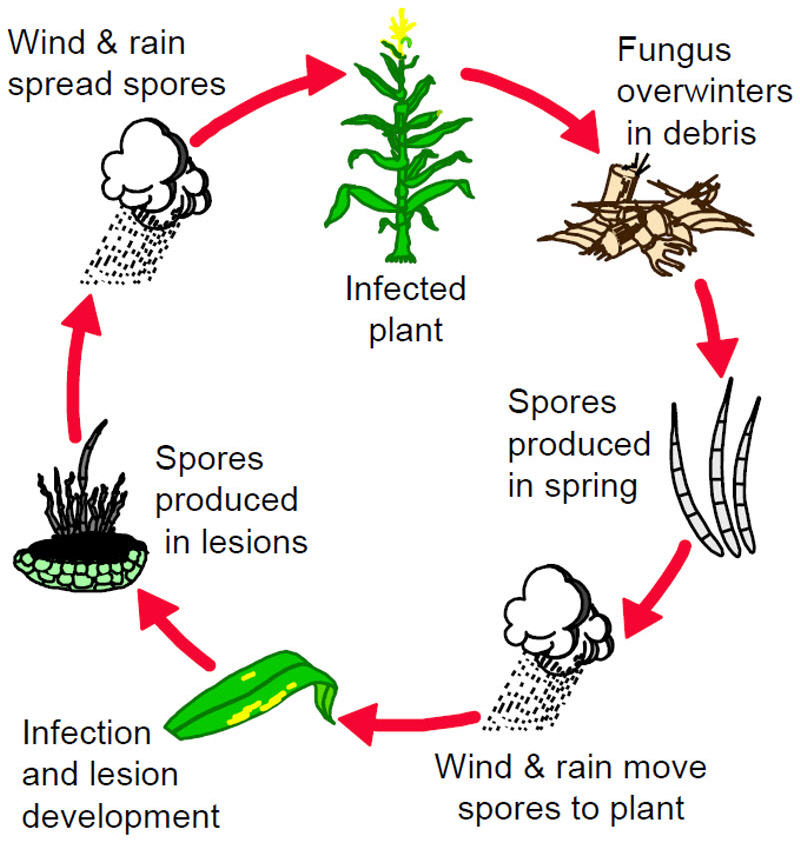 Wind & rain
spread spores
Fungus
overwinters
in debris
Infected
plant
Spores
produced
in spring
Spores
produced
in lesions
Infection
and lesion
development
Wind & rain move
spores to plant